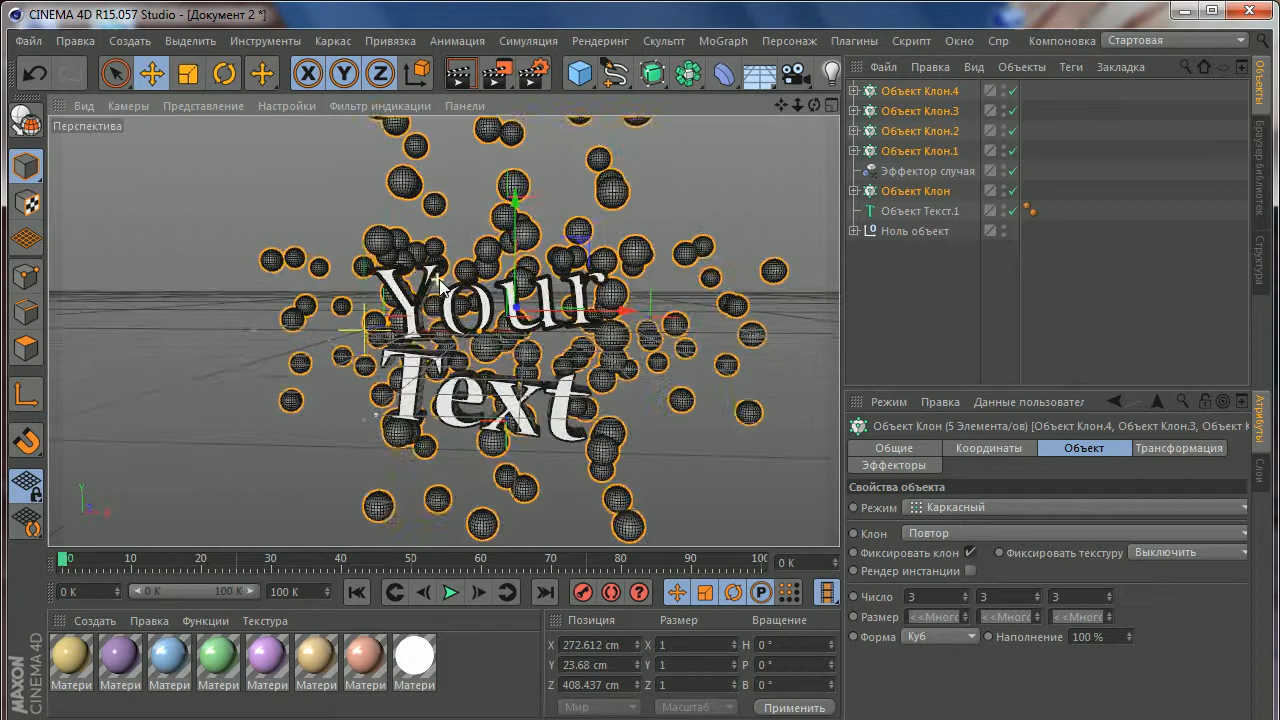 CINEMA 4D R15.057 Studio - [Документ 2 *]
Файл Правка Создать Выделить Инструменты Каркас Привязка Анимация Симуляция Рендеринг Скульпт MoGraph Персонаж Плагины Скрипт Окно Спр Компоновка Стартовая
X Y Z
Файл Правка Вид Объекты Теги Закладка
Вид Камеры Представление Настройки Фильтр индикации Панели
Перспектива
Your
Text
Y
Z X
Объект Клон.4
Объект Клон.3
Объект Клон.2
Объект Клон.1
Эффектор случая
Объект Клон
Объект Текст.1
Ноль объект
Объекты
Браузер библиотек
Структура
Режим Правка Данные пользовател
Объект Клон (5 Элемента/ов) [Объект Клон.4, Объект Клон.3, Объект К
Общие Координаты Объект Трансформация
Эффекторы
Свойства объекта
Режим Каркасный
Клон Повтор
Фиксировать клон Фиксировать текстуру Выключить
Рендер инстанции
Число 3 3 3
Размер <<Много <<Много <<Много
Форма Куб Наполнение 100 %
Атрибуты
Слои
0 10 20 30 40 50 60 70 80 90 100 0 K
0 K 0 K 100 K 100 K
P
Создать Правка Функции Текстура
Матери Матери Матери Матери Матери Матери Матери Матери
Позиция Размер Вращение
X 272.612 cm X 1 H 0 °
Y 23.68 cm Y 1 P 0 °
Z 408.437 cm Z 1 B 0 °
Мир Масштаб Применить
MAXON
CINEMA 4D